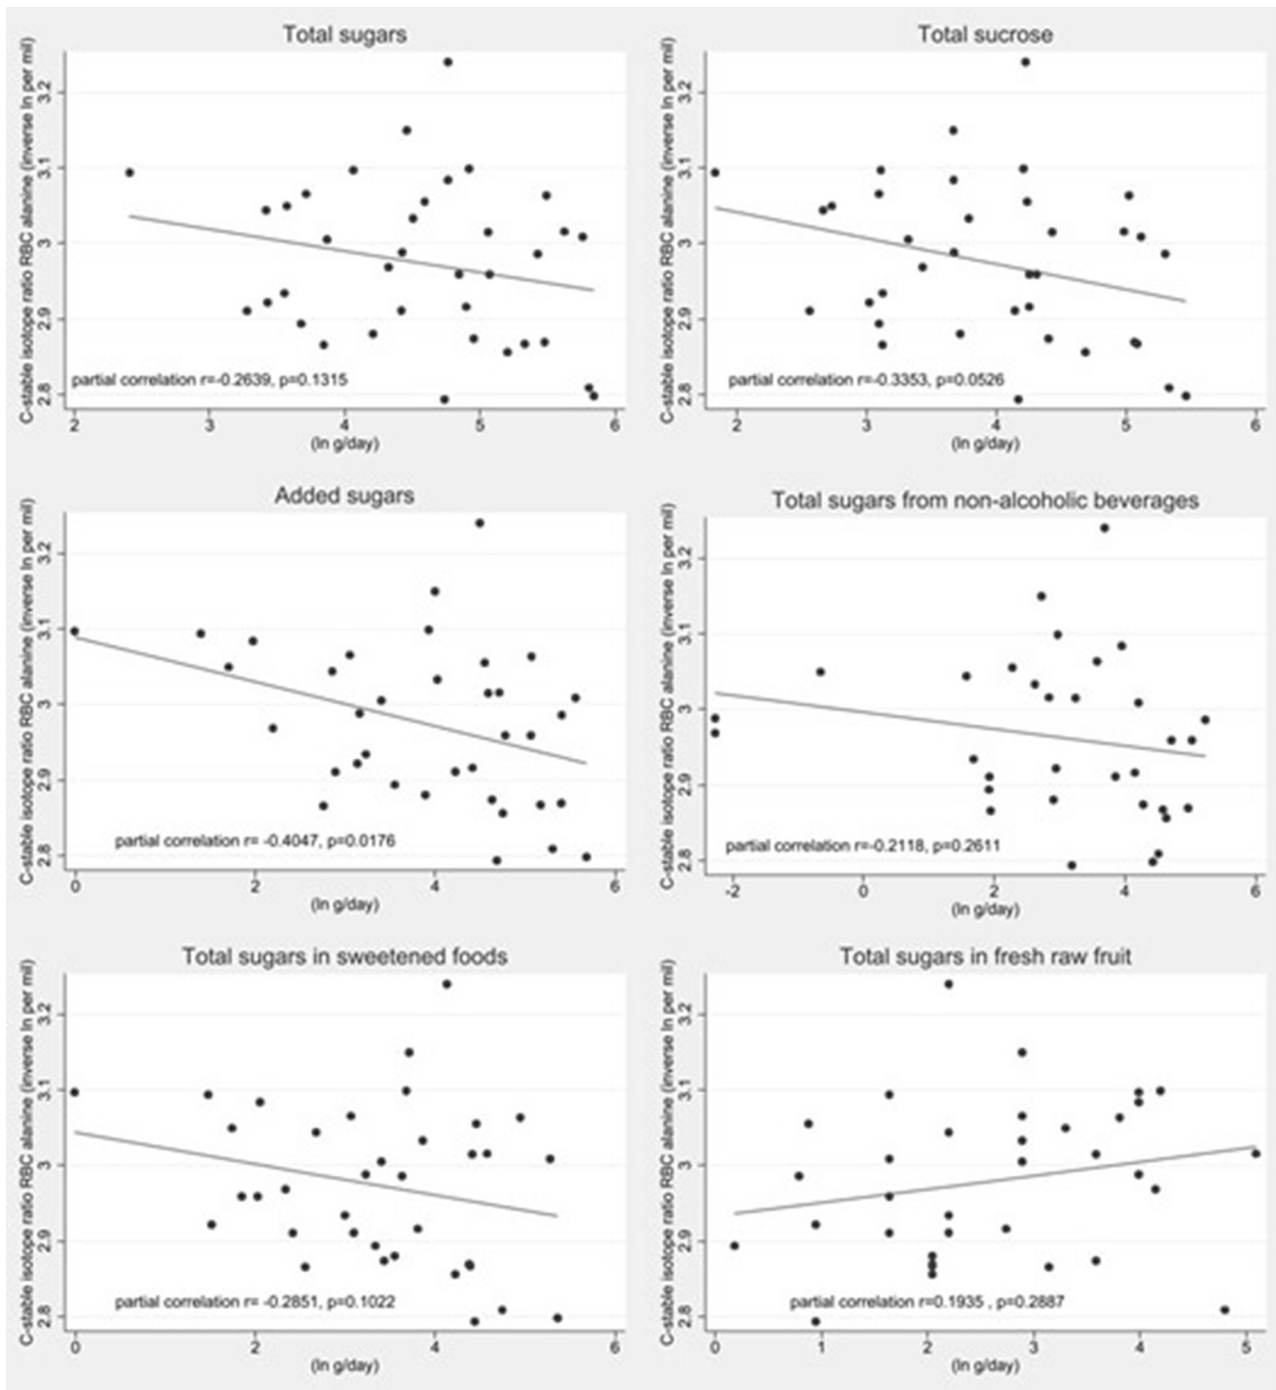 Total sugars
C-stable isotope ratio RBC alanine (inverse ln per mil)
3.2
3.1
3
2.9
2.8
partial correlation r=-0.2639, p=0.1315
2 3 4 5 6
(ln g/day)
Total sucrose
C-stable isotope ratio RBC alanine (inverse ln per mil)
3.2
3.1
3
2.9
2.8
partial correlation r=-0.3353, p=0.0526
2 3 4 5 6
(ln g/day)
Added sugars
C-stable isotope ratio RBC alanine (inverse ln per mil)
3.2
3.1
3
2.9
2.8
partial correlation r= -0.4047, p=0.0176
0 2 4 6
(ln g/day)
Total sugars from non-alcoholic beverages
C-stable isotope ratio RBC alanine (inverse ln per mil)
3.2
3.1
3
2.9
2.8
partial correlation r=-0.2118, p=0.2611
-2 0 2 4 6
(ln g/day)
Total sugars in sweetened foods
C-stable isotope ratio RBC alanine (inverse ln per mil)
3.2
3.1
3
2.9
2.8
partial correlation r= -0.2851, p=0.1022
0 2 4 6
(ln g/day)
Total sugars in fresh raw fruit
C-stable isotope ratio RBC alanine (inverse ln per mil)
3.2
3.1
3
2.9
2.8
partial correlation r=0.1935 , p=0.2887
0 1 2 3 4 5
(ln g/day)